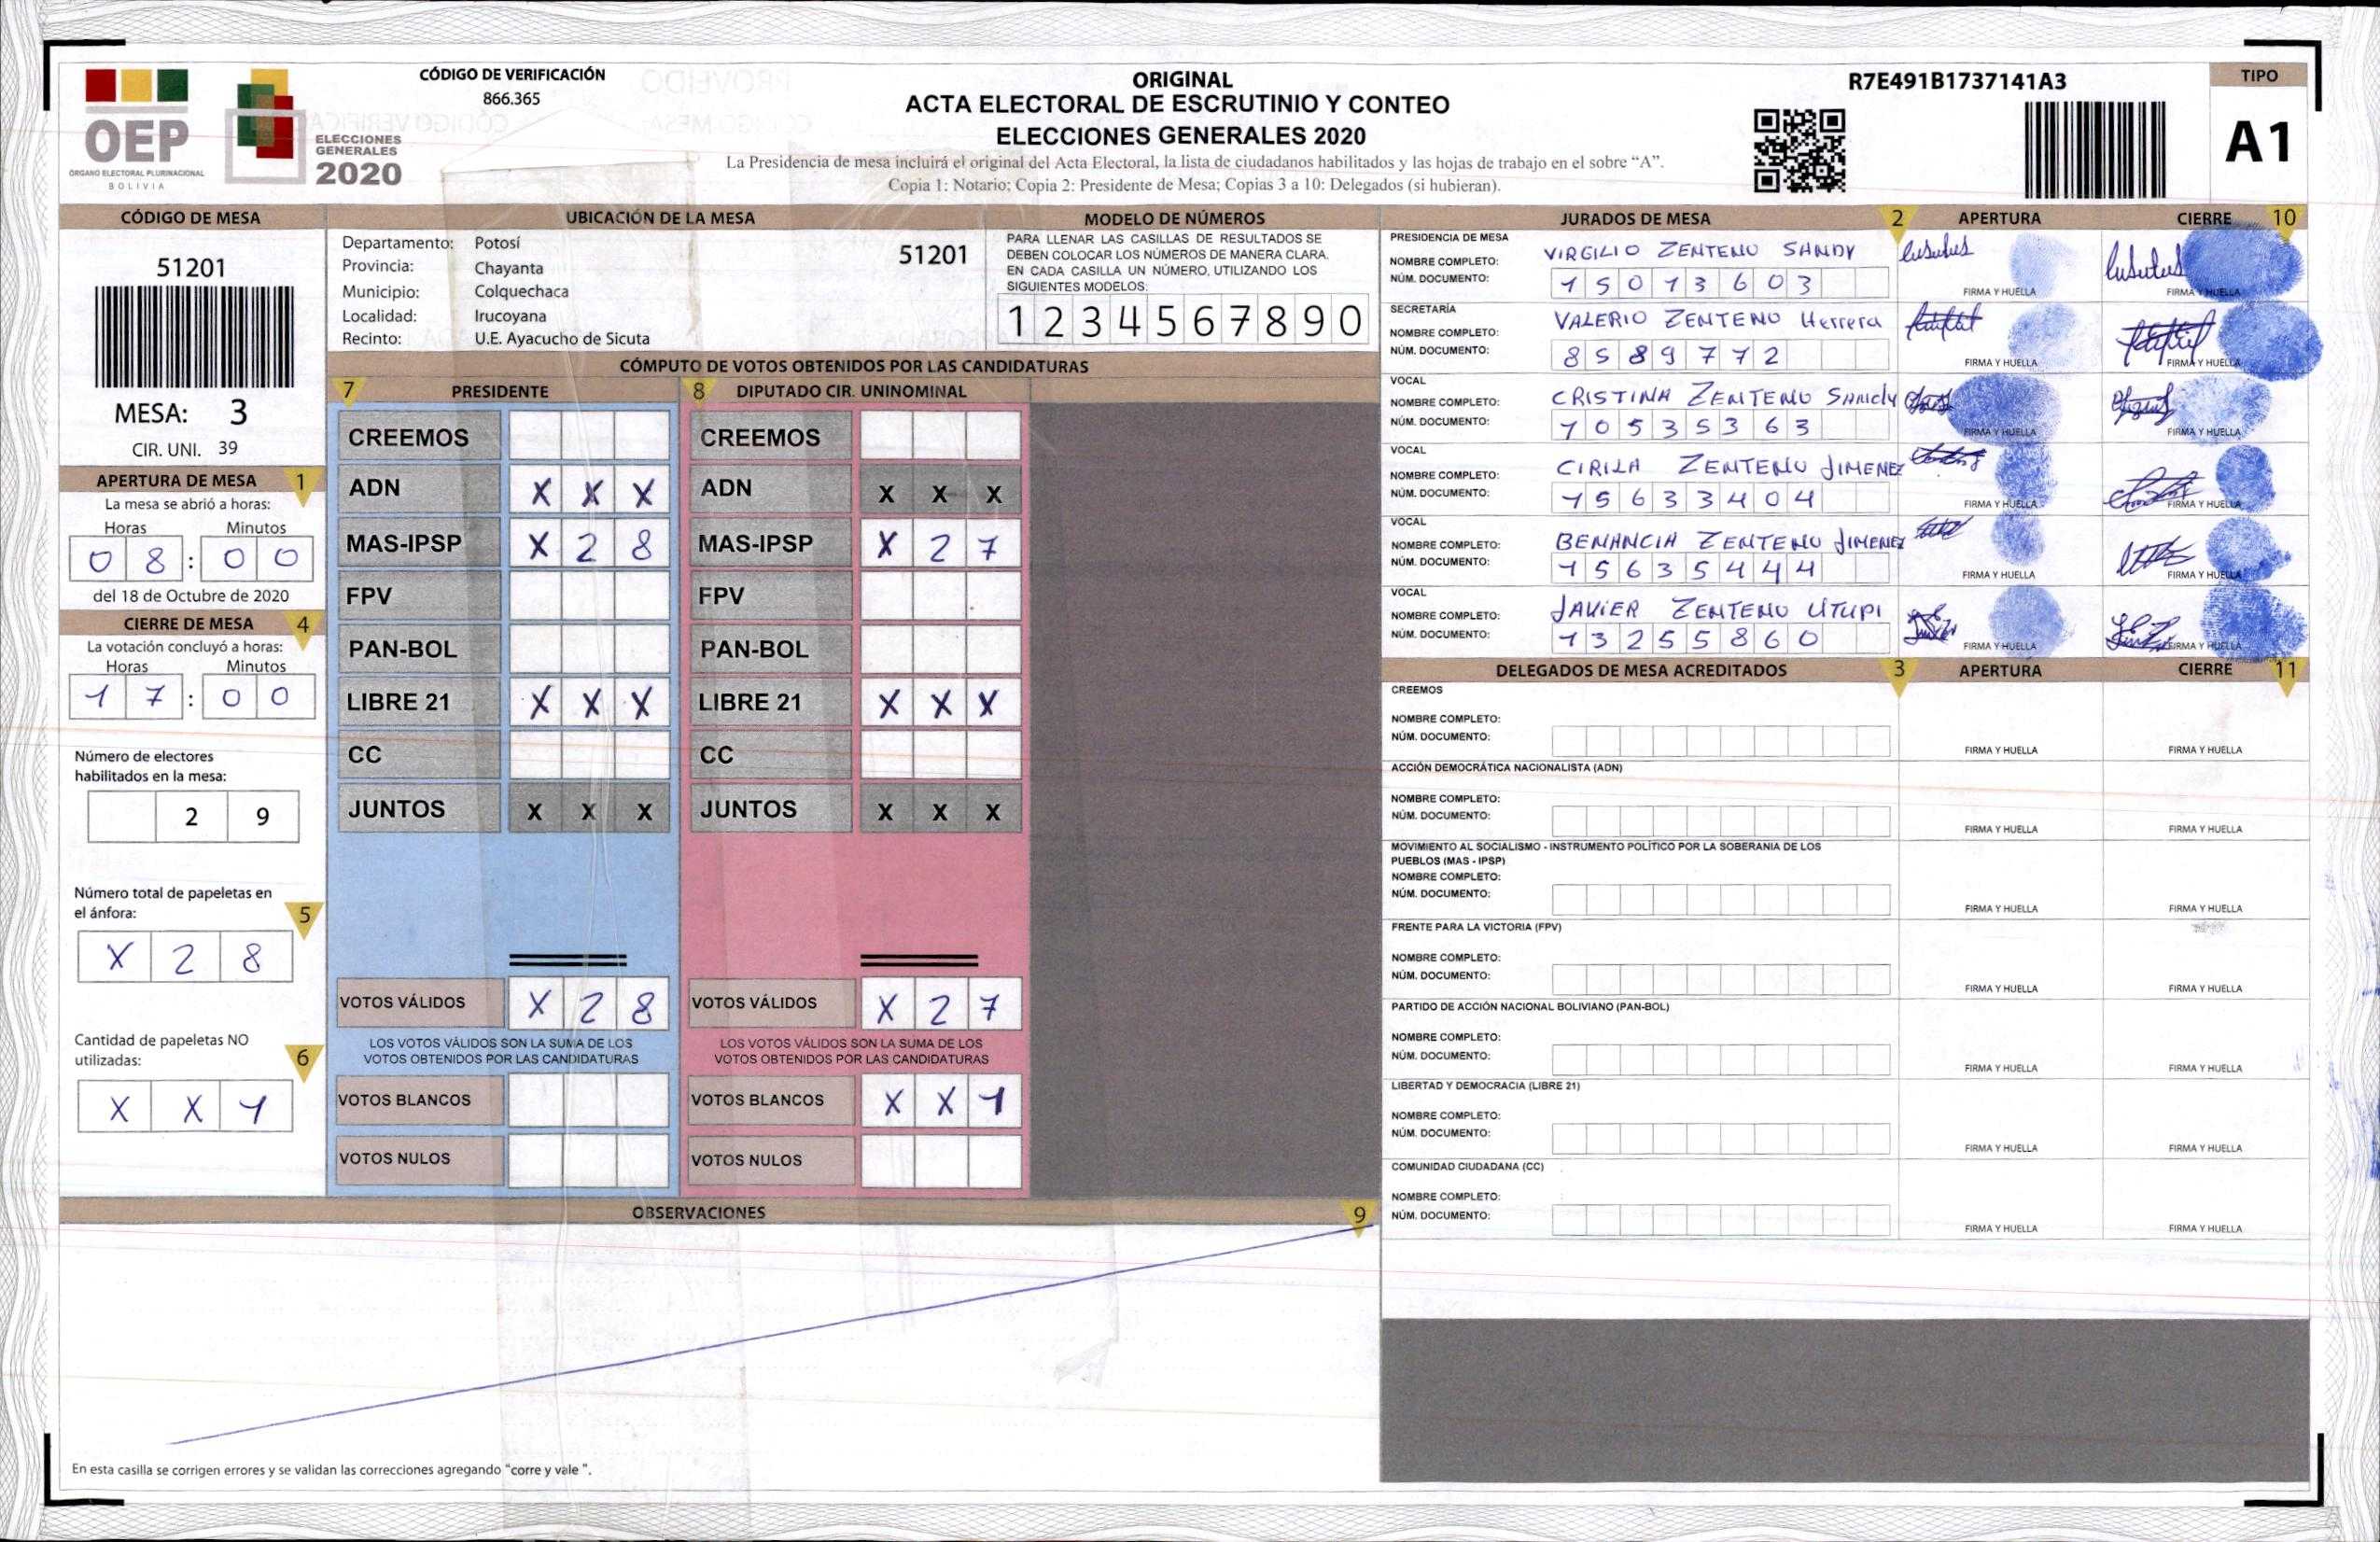 OEP
ÓRGANO ELECTORAL PLURINACIONAL
BOLIVIA
ELECCIONES
GENERALES
2020
CÓDIGO DE VERIFICACIÓN
866.365
ORIGINAL
ACTA ELECTORAL DE ESCRUTINIO Y CONTEO
ELECCIONES GENERALES 2020
La Presidencia de mesa incluirá el original del Acta Electoral, la lista de ciudadanos habilitados y las hojas de trabajo en el sobre “A”.
Copia 1: Notario; Copia 2: Presidente de Mesa; Copias 3 a 10: Delegados (si hubieran).
R7E491B1737141A3
TIPO
A1
CÓDIGO DE MESA
51201
MESA: 3
CIR. UNI. 39
APERTURA DE MESA 1
La mesa se abrió a horas:
Horas Minutos
0 8 : 0 0
del 18 de Octubre de 2020
CIERRE DE MESA 4
La votación concluyó a horas:
Horas Minutos
1 7 : 0 0
Número de electores
habilitados en la mesa:
2 9
Número total de papeletas en
el ánfora: 5
X 2 8
Cantidad de papeletas NO
utilizadas: 6
X X 1
UBICACIÓN DE LA MESA
Departamento: Potosí 51201
Provincia: Chayanta
Municipio: Colquechaca
Localidad: Irucoyana
Recinto: U.E. Ayacucho de Sicuta
MODELO DE NÚMEROS
PARA LLENAR LAS CASILLAS DE RESULTADOS SE
DEBEN COLOCAR LOS NÚMEROS DE MANERA CLARA.
EN CADA CASILLA UN NÚMERO, UTILIZANDO LOS
SIGUIENTES MODELOS:
1 2 3 4 5 6 7 8 9 0
CÓMPUTO DE VOTOS OBTENIDOS POR LAS CANDIDATURAS
7 PRESIDENTE 8 DIPUTADO CIR. UNINOMINAL
CREEMOS CREEMOS
ADN X X X ADN X X X
MAS-IPSP X 2 8 MAS-IPSP X 2 7
FPV FPV
PAN-BOL PAN-BOL
LIBRE 21 X X X LIBRE 21 X X X
CC CC
JUNTOS X X X JUNTOS X X X
VOTOS VÁLIDOS X 2 8 VOTOS VÁLIDOS X 2 7
LOS VOTOS VÁLIDOS SON LA SUMA DE LOS LOS VOTOS VÁLIDOS SON LA SUMA DE LOS
VOTOS OBTENIDOS POR LAS CANDIDATURAS VOTOS OBTENIDOS POR LAS CANDIDATURAS
VOTOS BLANCOS VOTOS BLANCOS X X 1
VOTOS NULOS VOTOS NULOS
OBSERVACIONES 9
En esta casilla se corrigen errores y se validan las correcciones agregando “corre y vale ”.
JURADOS DE MESA 2 APERTURA CIERRE 10
PRESIDENCIA DE MESA
NOMBRE COMPLETO: VIRGILIO ZENTENO SANDY
NÚM. DOCUMENTO: 1 5 0 1 3 6 0 3 FIRMA Y HUELLA FIRMA Y HUELLA
SECRETARÍA
NOMBRE COMPLETO: VALERIO ZENTENO Herrera
NÚM. DOCUMENTO: 8 5 8 9 7 7 2 FIRMA Y HUELLA FIRMA Y HUELLA
VOCAL
NOMBRE COMPLETO: CRISTINA ZENTENO SANdy
NÚM. DOCUMENTO: 1 0 5 3 5 3 6 3 FIRMA Y HUELLA FIRMA Y HUELLA
VOCAL
NOMBRE COMPLETO: CIRILA ZENTENO JIMENEZ
NÚM. DOCUMENTO: 1 5 6 3 3 4 0 4 FIRMA Y HUELLA FIRMA Y HUELLA
VOCAL
NOMBRE COMPLETO: BENANCIA ZENTENO JIMENEZ
NÚM. DOCUMENTO: 1 5 6 3 5 4 4 4 FIRMA Y HUELLA FIRMA Y HUELLA
VOCAL
NOMBRE COMPLETO: JAVIER ZENTENO UTUPI
NÚM. DOCUMENTO: 1 3 2 5 5 8 6 0 FIRMA Y HUELLA FIRMA Y HUELLA
DELEGADOS DE MESA ACREDITADOS 3 APERTURA CIERRE 11
CREEMOS
NOMBRE COMPLETO:
NÚM. DOCUMENTO: FIRMA Y HUELLA FIRMA Y HUELLA
ACCIÓN DEMOCRÁTICA NACIONALISTA (ADN)
NOMBRE COMPLETO:
NÚM. DOCUMENTO: FIRMA Y HUELLA FIRMA Y HUELLA
MOVIMIENTO AL SOCIALISMO - INSTRUMENTO POLÍTICO POR LA SOBERANIA DE LOS
PUEBLOS (MAS - IPSP)
NOMBRE COMPLETO:
NÚM. DOCUMENTO: FIRMA Y HUELLA FIRMA Y HUELLA
FRENTE PARA LA VICTORIA (FPV)
NOMBRE COMPLETO:
NÚM. DOCUMENTO: FIRMA Y HUELLA FIRMA Y HUELLA
PARTIDO DE ACCIÓN NACIONAL BOLIVIANO (PAN-BOL)
NOMBRE COMPLETO:
NÚM. DOCUMENTO: FIRMA Y HUELLA FIRMA Y HUELLA
LIBERTAD Y DEMOCRACIA (LIBRE 21)
NOMBRE COMPLETO:
NÚM. DOCUMENTO: FIRMA Y HUELLA FIRMA Y HUELLA
COMUNIDAD CIUDADANA (CC)
NOMBRE COMPLETO:
NÚM. DOCUMENTO: FIRMA Y HUELLA FIRMA Y HUELLA